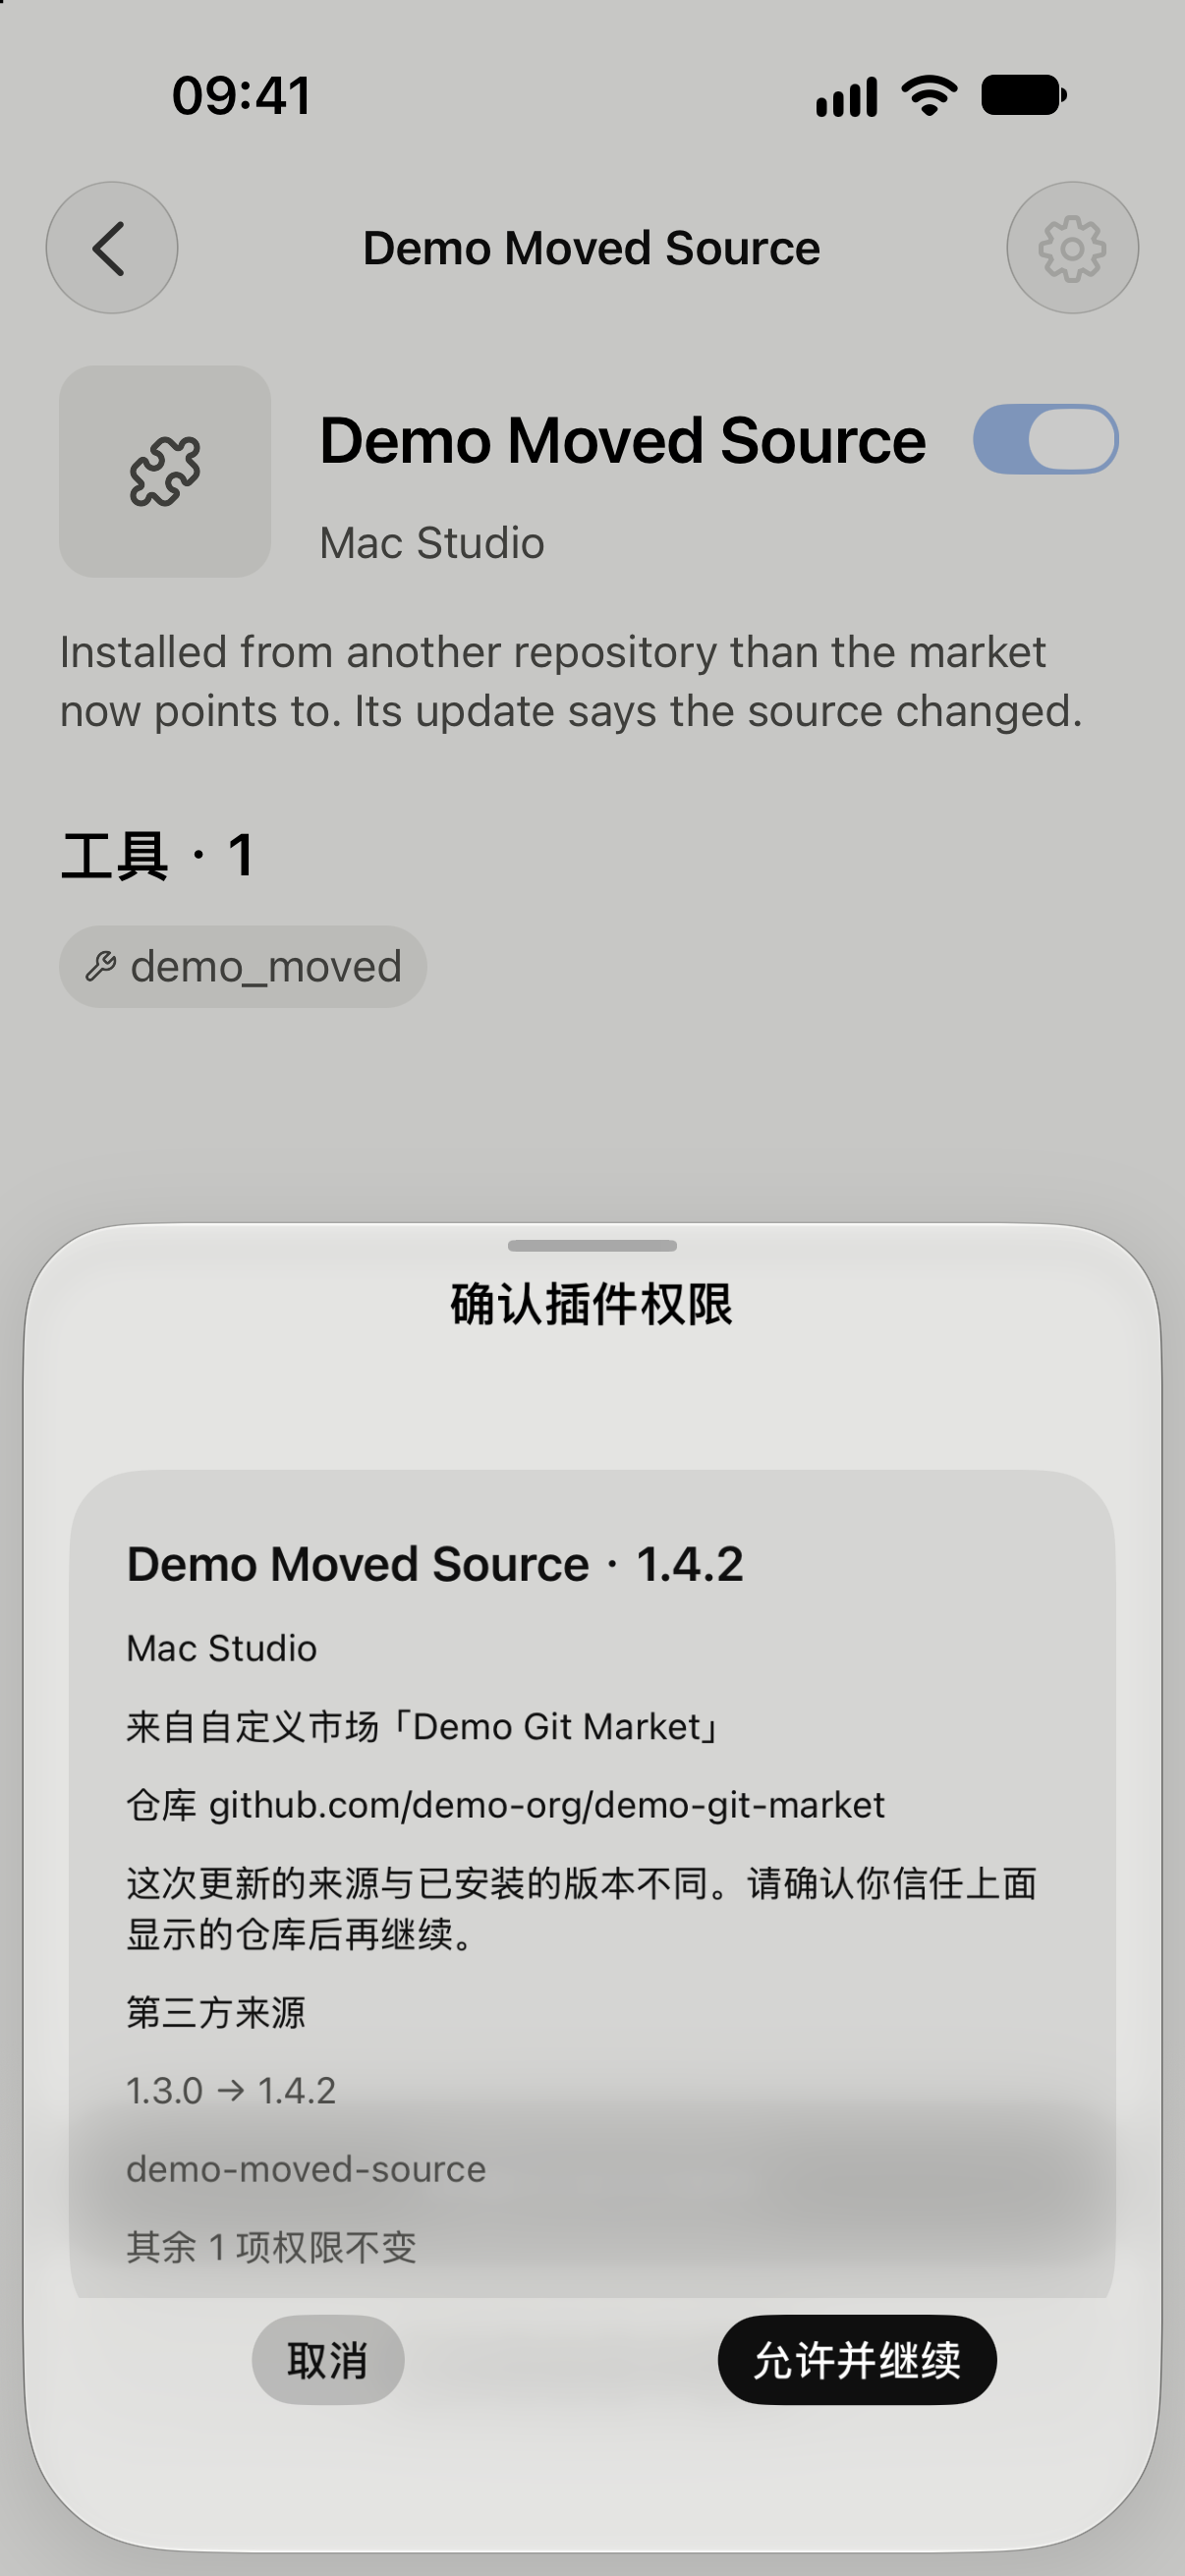 09:41
Demo Moved Source
Demo Moved Source
Mac Studio
Installed from another repository than the market
now points to. Its update says the source changed.
工具 · 1
demo_moved
确认插件权限
Demo Moved Source · 1.4.2
Mac Studio
来自自定义市场「Demo Git Market」
仓库 github.com/demo-org/demo-git-market
这次更新的来源与已安装的版本不同。请确认你信任上面
显示的仓库后再继续。
第三方来源
1.3.0 → 1.4.2
demo-moved-source
其余 1 项权限不变
取消
允许并继续